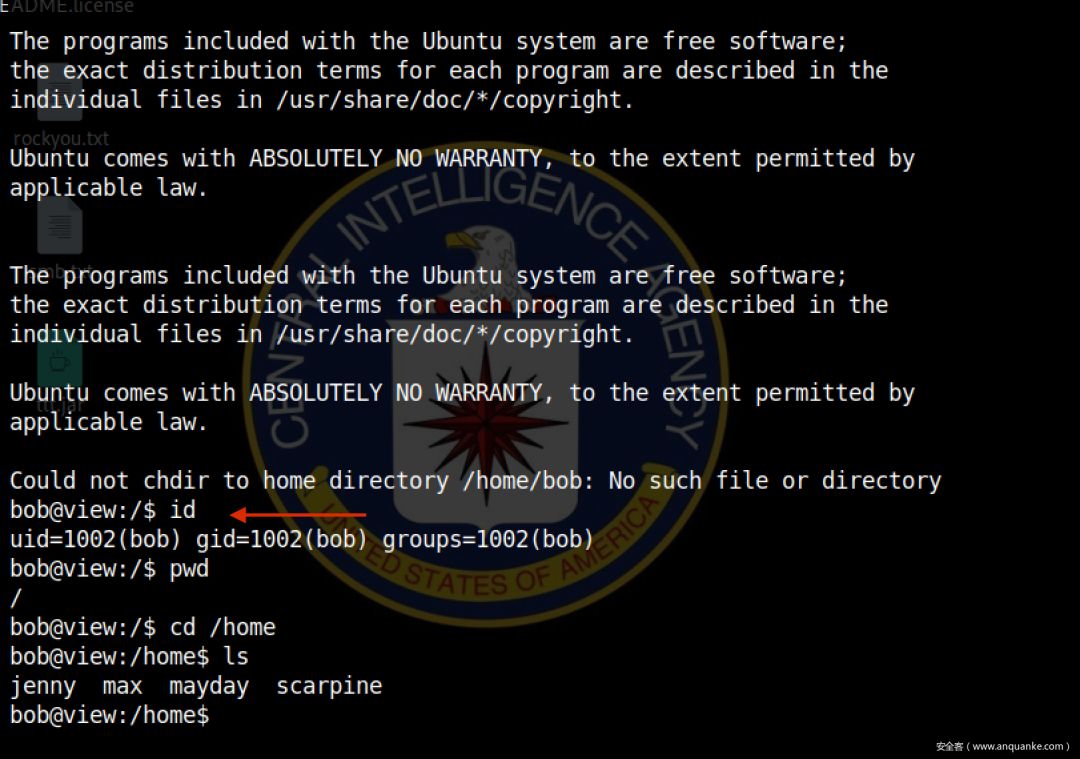 EADME.license
The programs included with the Ubuntu system are free software;
the exact distribution terms for each program are described in the
individual files in /usr/share/doc/*/copyright.
rockyou.txt
Ubuntu comes with ABSOLUTELY NO WARRANTY, to the extent permitted by
applicable law.
The programs included with the Ubuntu system are free software;
the exact distribution terms for each program are described in the
individual files in /usr/share/doc/*/copyright.
Ubuntu comes with ABSOLUTELY NO WARRANTY, to the extent permitted by
applicable law.
Could not chdir to home directory /home/bob: No such file or directory
bob@view:/$ id
uid=1002(bob) gid=1002(bob) groups=1002(bob)
bob@view:/$ pwd
/
bob@view:/$ cd /home
bob@view:/home$ ls
jenny  max  mayday  scarpine
bob@view:/home$
CENTRAL INTELLIGENCE AGENCY
UNITED STATES OF AMERICA
安全客（www.anquanke.com）